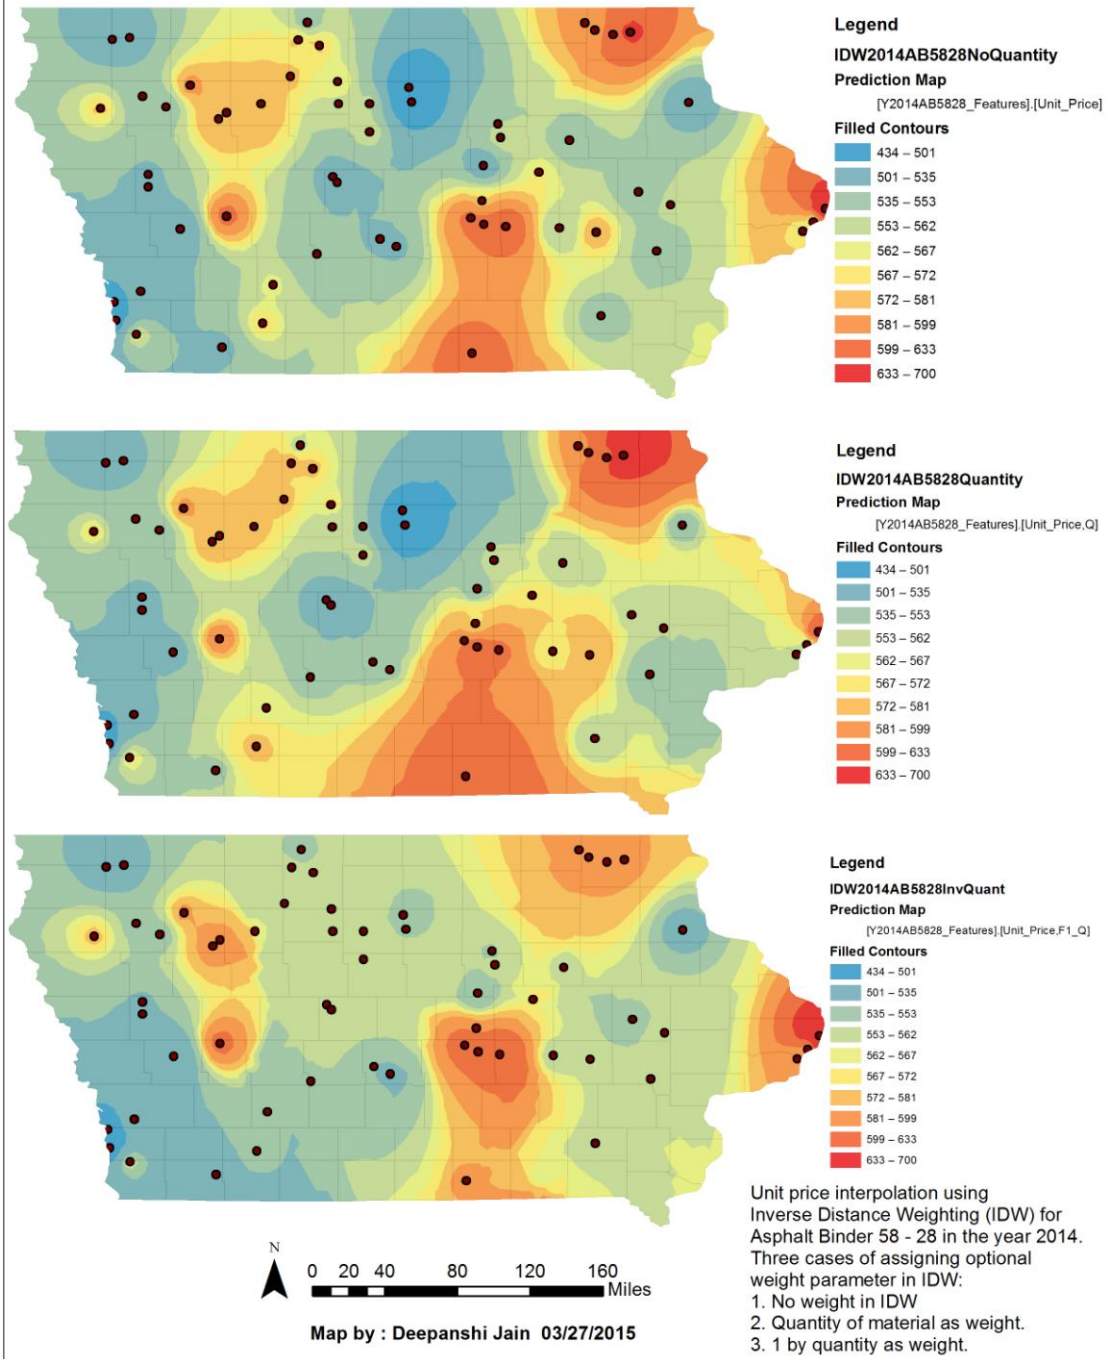 Legend
IDW2014AB5828NoQuantity
Prediction Map
[Y2014AB5828_Features].[Unit_Price]
Filled Contours
434 – 501
501 – 535
535 – 553
553 – 562
562 – 567
567 – 572
572 – 581
581 – 599
599 – 633
633 – 700
Legend
IDW2014AB5828Quantity
Prediction Map
[Y2014AB5828_Features].[Unit_Price,Q]
Filled Contours
434 – 501
501 – 535
535 – 553
553 – 562
562 – 567
567 – 572
572 – 581
581 – 599
599 – 633
633 – 700
Legend
IDW2014AB5828InvQuant
Prediction Map
[Y2014AB5828_Features].[Unit_Price,F1_Q]
Filled Contours
434 – 501
501 – 535
535 – 553
553 – 562
562 – 567
567 – 572
572 – 581
581 – 599
599 – 633
633 – 700
Unit price interpolation using
Inverse Distance Weighting (IDW) for
Asphalt Binder 58 - 28 in the year 2014.
Three cases of assigning optional
weight parameter in IDW:
1. No weight in IDW
2. Quantity of material as weight.
3. 1 by quantity as weight.
N
0 20 40 80 120 160
Miles
Map by : Deepanshi Jain 03/27/2015